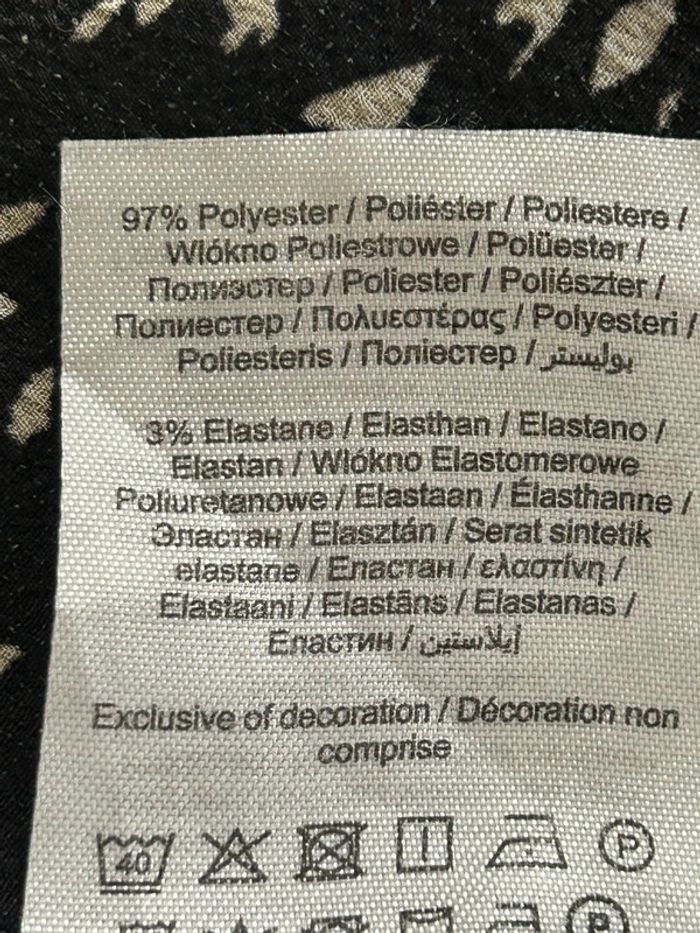 97% Polyester / Poliéster / Poliestere /
Wlókno Poliestrowe / Polüester /
Полиэстер / Poliester / Poliészter /
Полиестер / Πολυεστέρας / Polyesteri /
Poliesteris / Поліестер / بوليستر
3% Elastane / Elasthan / Elastano /
Elastan / Wlókno Elastomerowe
Poliuretanowe / Elastaan / Élasthanne /
Эластан / Elasztán / Serat sintetik
elastane / Еластан / ελαστίνη /
Elastaani / Elastāns / Elastanas /
Еластин / إيلاستين
Exclusive of decoration / Décoration non
comprise
40 P
P